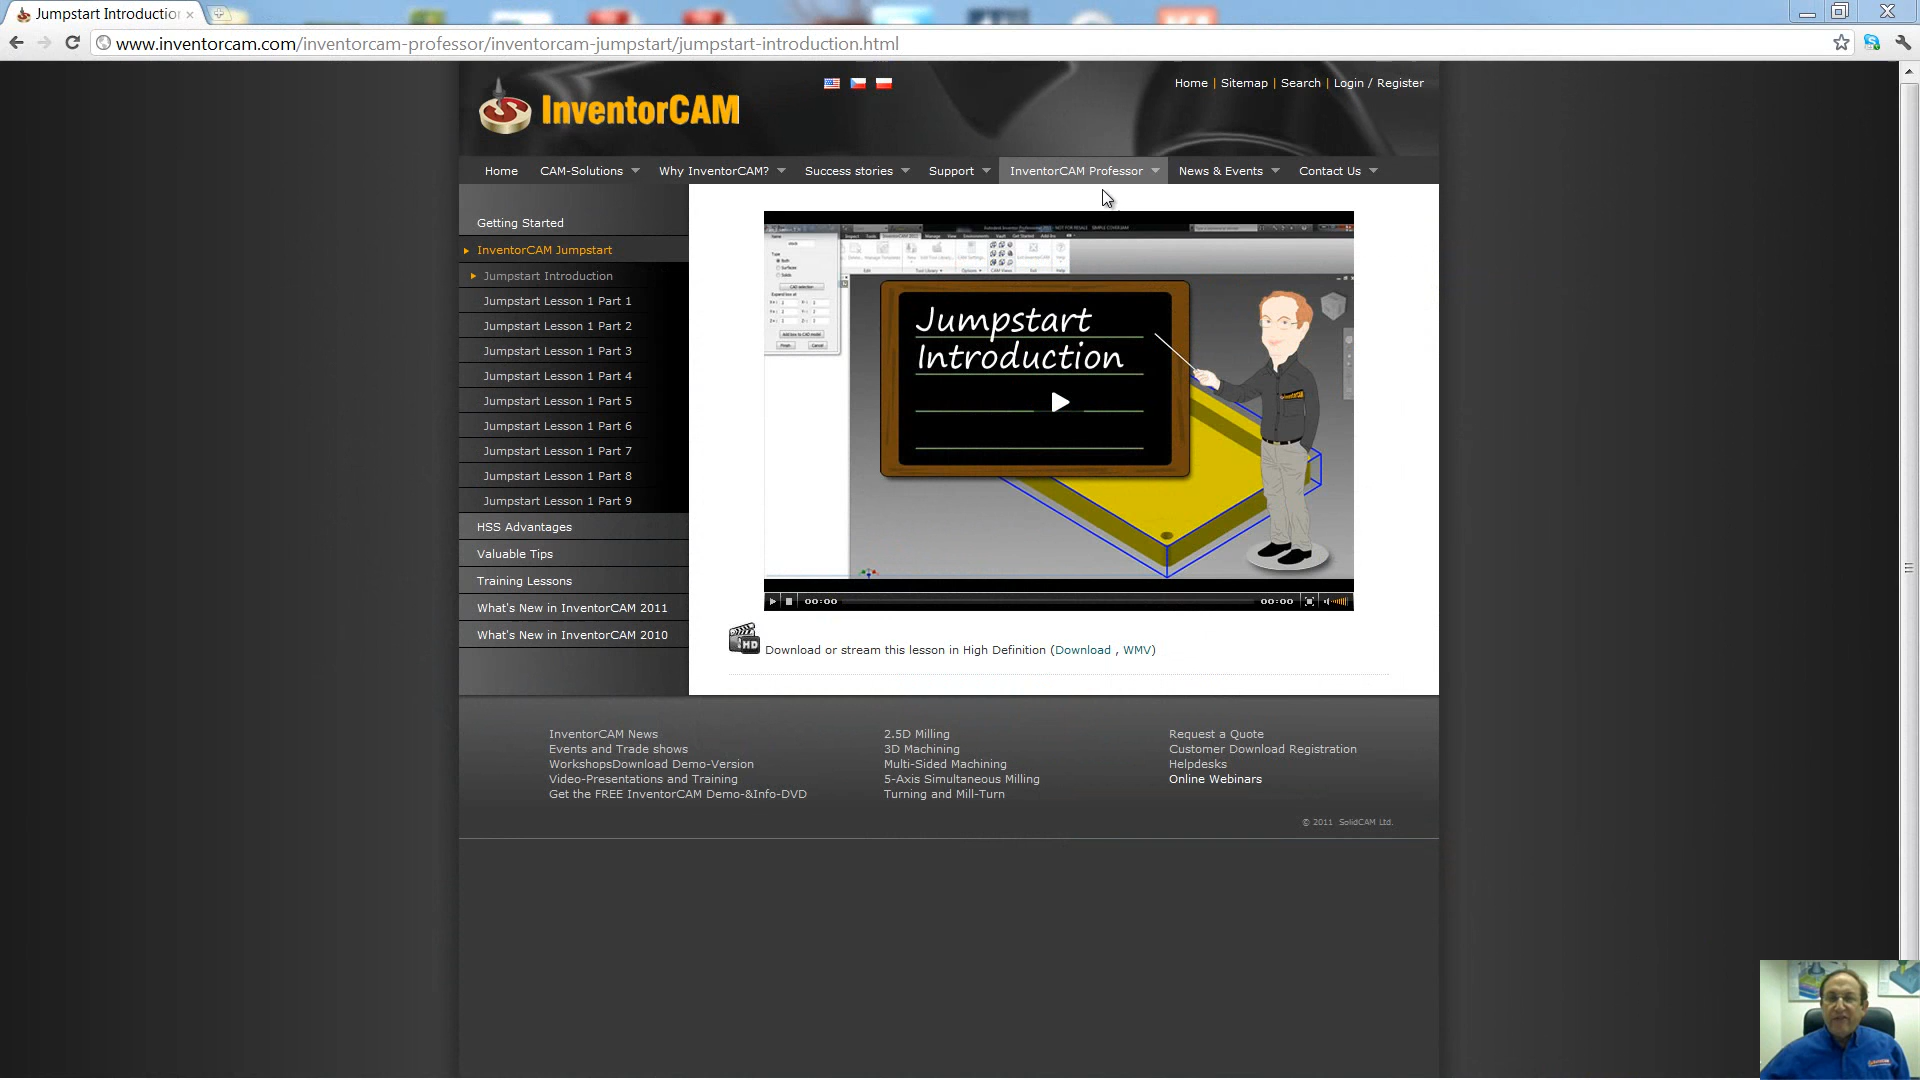 Jumpstart Introduction
www.inventorcam.com/inventorcam-professor/inventorcam-jumpstart/jumpstart-introduction.html
InventorCAM
Home | Sitemap | Search | Login / Register
Home CAM-Solutions Why InventorCAM? Success stories Support InventorCAM Professor News & Events Contact Us
Getting Started
InventorCAM Jumpstart
Jumpstart Introduction
Jumpstart Lesson 1 Part 1
Jumpstart Lesson 1 Part 2
Jumpstart Lesson 1 Part 3
Jumpstart Lesson 1 Part 4
Jumpstart Lesson 1 Part 5
Jumpstart Lesson 1 Part 6
Jumpstart Lesson 1 Part 7
Jumpstart Lesson 1 Part 8
Jumpstart Lesson 1 Part 9
HSS Advantages
Valuable Tips
Training Lessons
What's New in InventorCAM 2011
What's New in InventorCAM 2010
Jumpstart
Introduction
00:00 00:00
HD
Download or stream this lesson in High Definition (Download , WMV)
InventorCAM News
Events and Trade shows
WorkshopsDownload Demo-Version
Video-Presentations and Training
Get the FREE InventorCAM Demo-&Info-DVD
2.5D Milling
3D Machining
Multi-Sided Machining
5-Axis Simultaneous Milling
Turning and Mill-Turn
Request a Quote
Customer Download Registration
Helpdesks
Online Webinars
© 2011 SolidCAM Ltd.